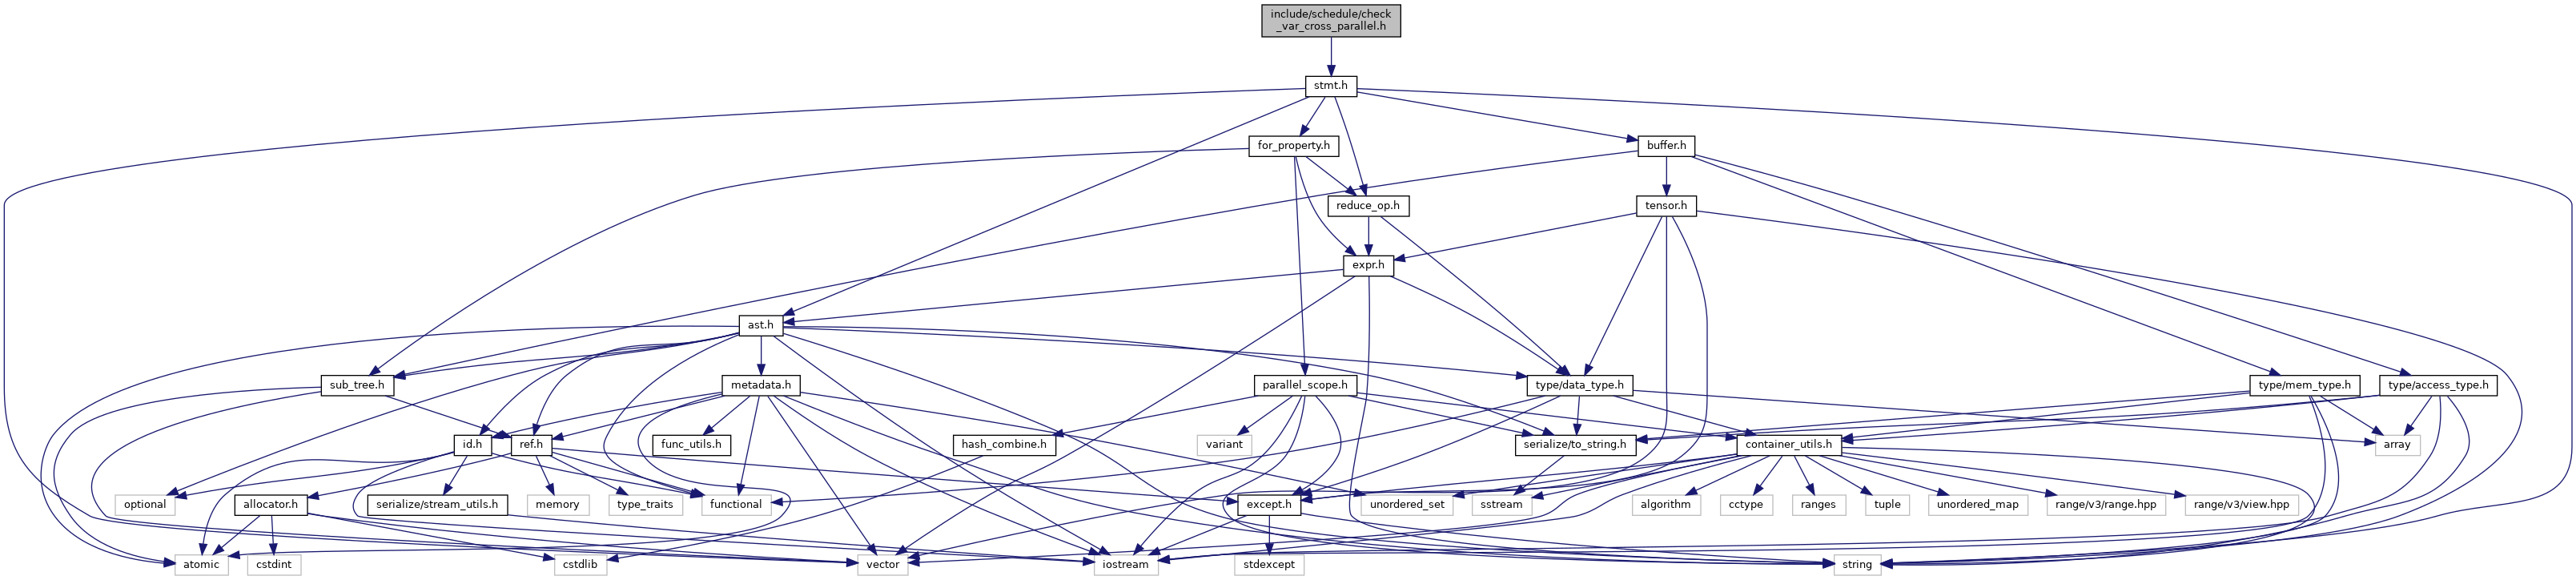 include/schedule/check
_var_cross_parallel.h
stmt.h
for_property.h
buffer.h
reduce_op.h
tensor.h
expr.h
ast.h
sub_tree.h
metadata.h
parallel_scope.h
type/data_type.h
type/mem_type.h
type/access_type.h
id.h
ref.h
func_utils.h
hash_combine.h
variant
serialize/to_string.h
container_utils.h
array
optional
allocator.h
serialize/stream_utils.h
memory
type_traits
functional
except.h
unordered_set
sstream
algorithm
cctype
ranges
tuple
unordered_map
range/v3/range.hpp
range/v3/view.hpp
atomic
cstdint
cstdlib
vector
iostream
stdexcept
string